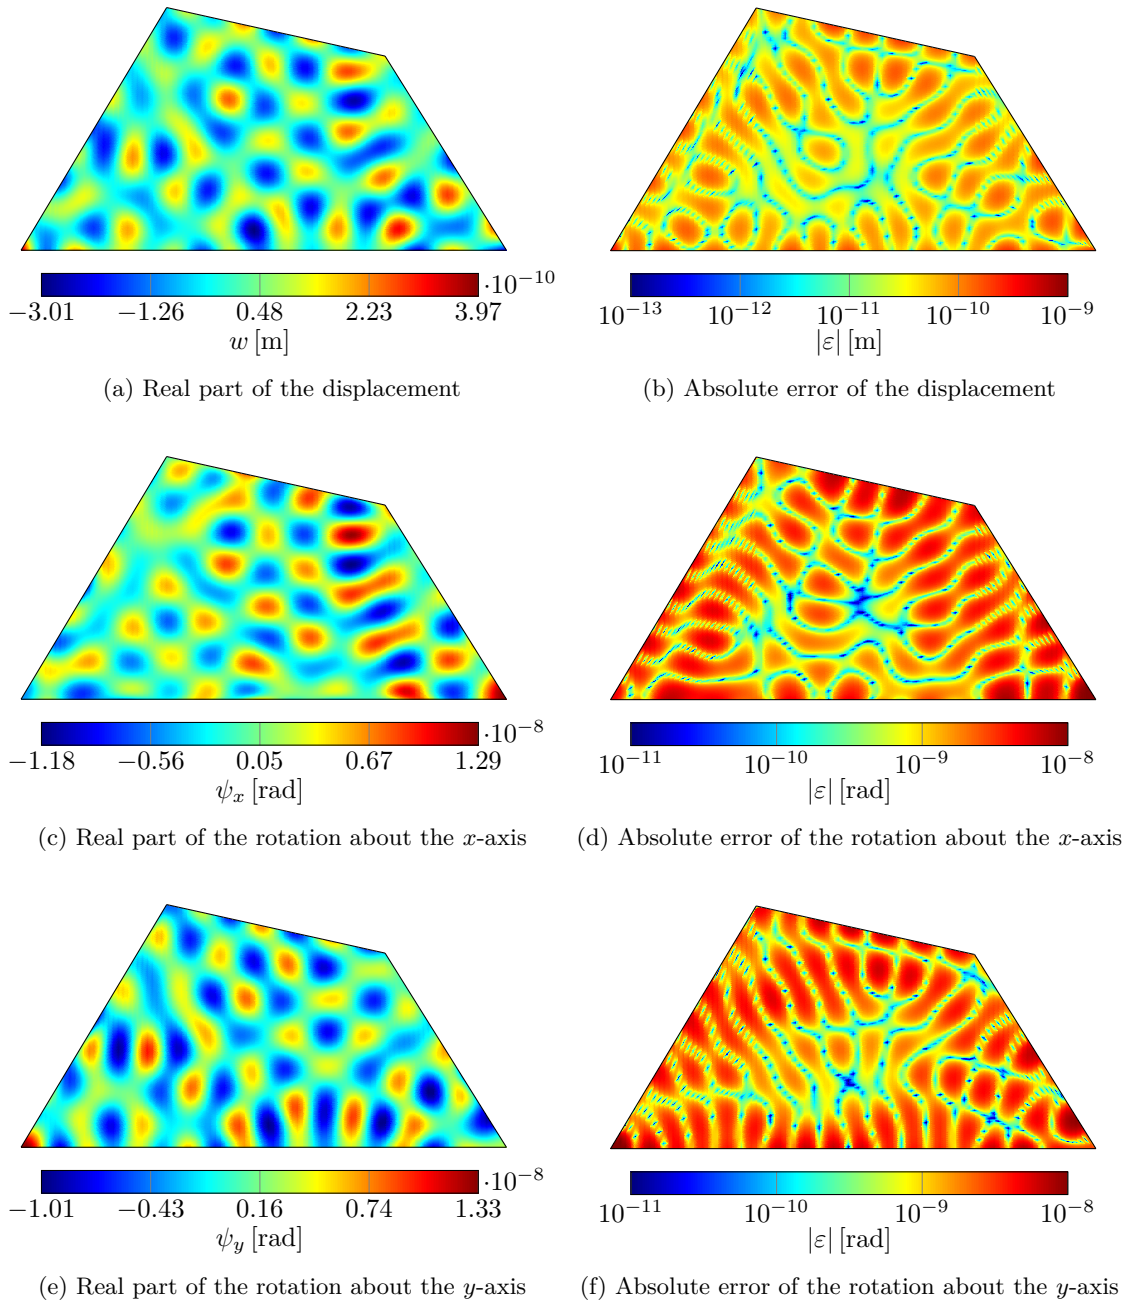 −3.01 −1.26 0.48 2.23 3.97 ·10⁻¹⁰
w [m]
(a) Real part of the displacement
10⁻¹³ 10⁻¹² 10⁻¹¹ 10⁻¹⁰ 10⁻⁹
|ε| [m]
(b) Absolute error of the displacement
−1.18 −0.56 0.05 0.67 1.29 ·10⁻⁸
ψₓ [rad]
(c) Real part of the rotation about the x-axis
10⁻¹¹ 10⁻¹⁰ 10⁻⁹ 10⁻⁸
|ε| [rad]
(d) Absolute error of the rotation about the x-axis
−1.01 −0.43 0.16 0.74 1.33 ·10⁻⁸
ψ_y [rad]
(e) Real part of the rotation about the y-axis
10⁻¹¹ 10⁻¹⁰ 10⁻⁹ 10⁻⁸
|ε| [rad]
(f) Absolute error of the rotation about the y-axis